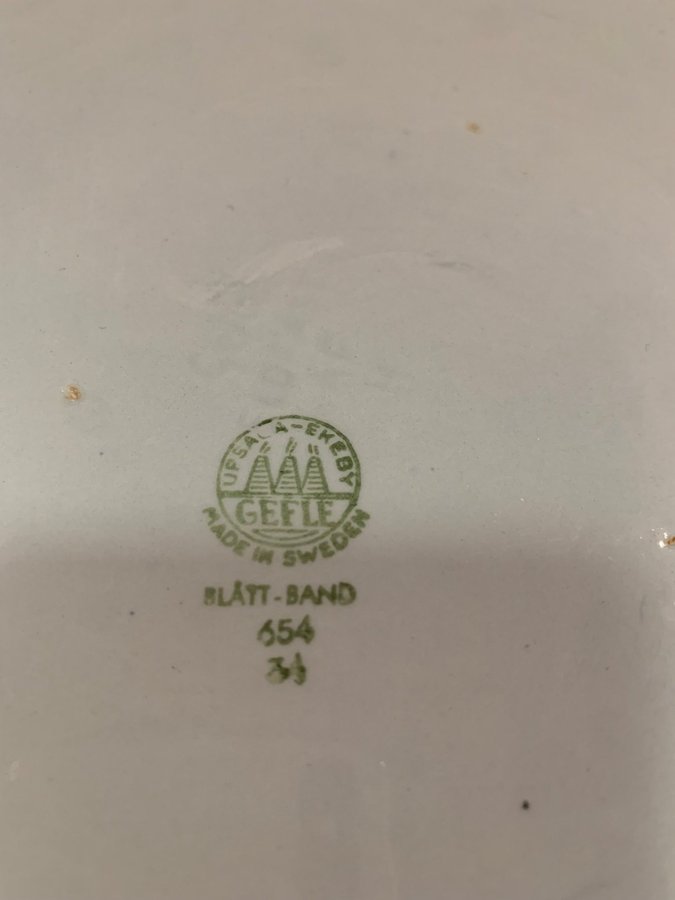 UPSALA-EKEBY
GEFLE
MADE IN SWEDEN
BLÅTT-BAND
654